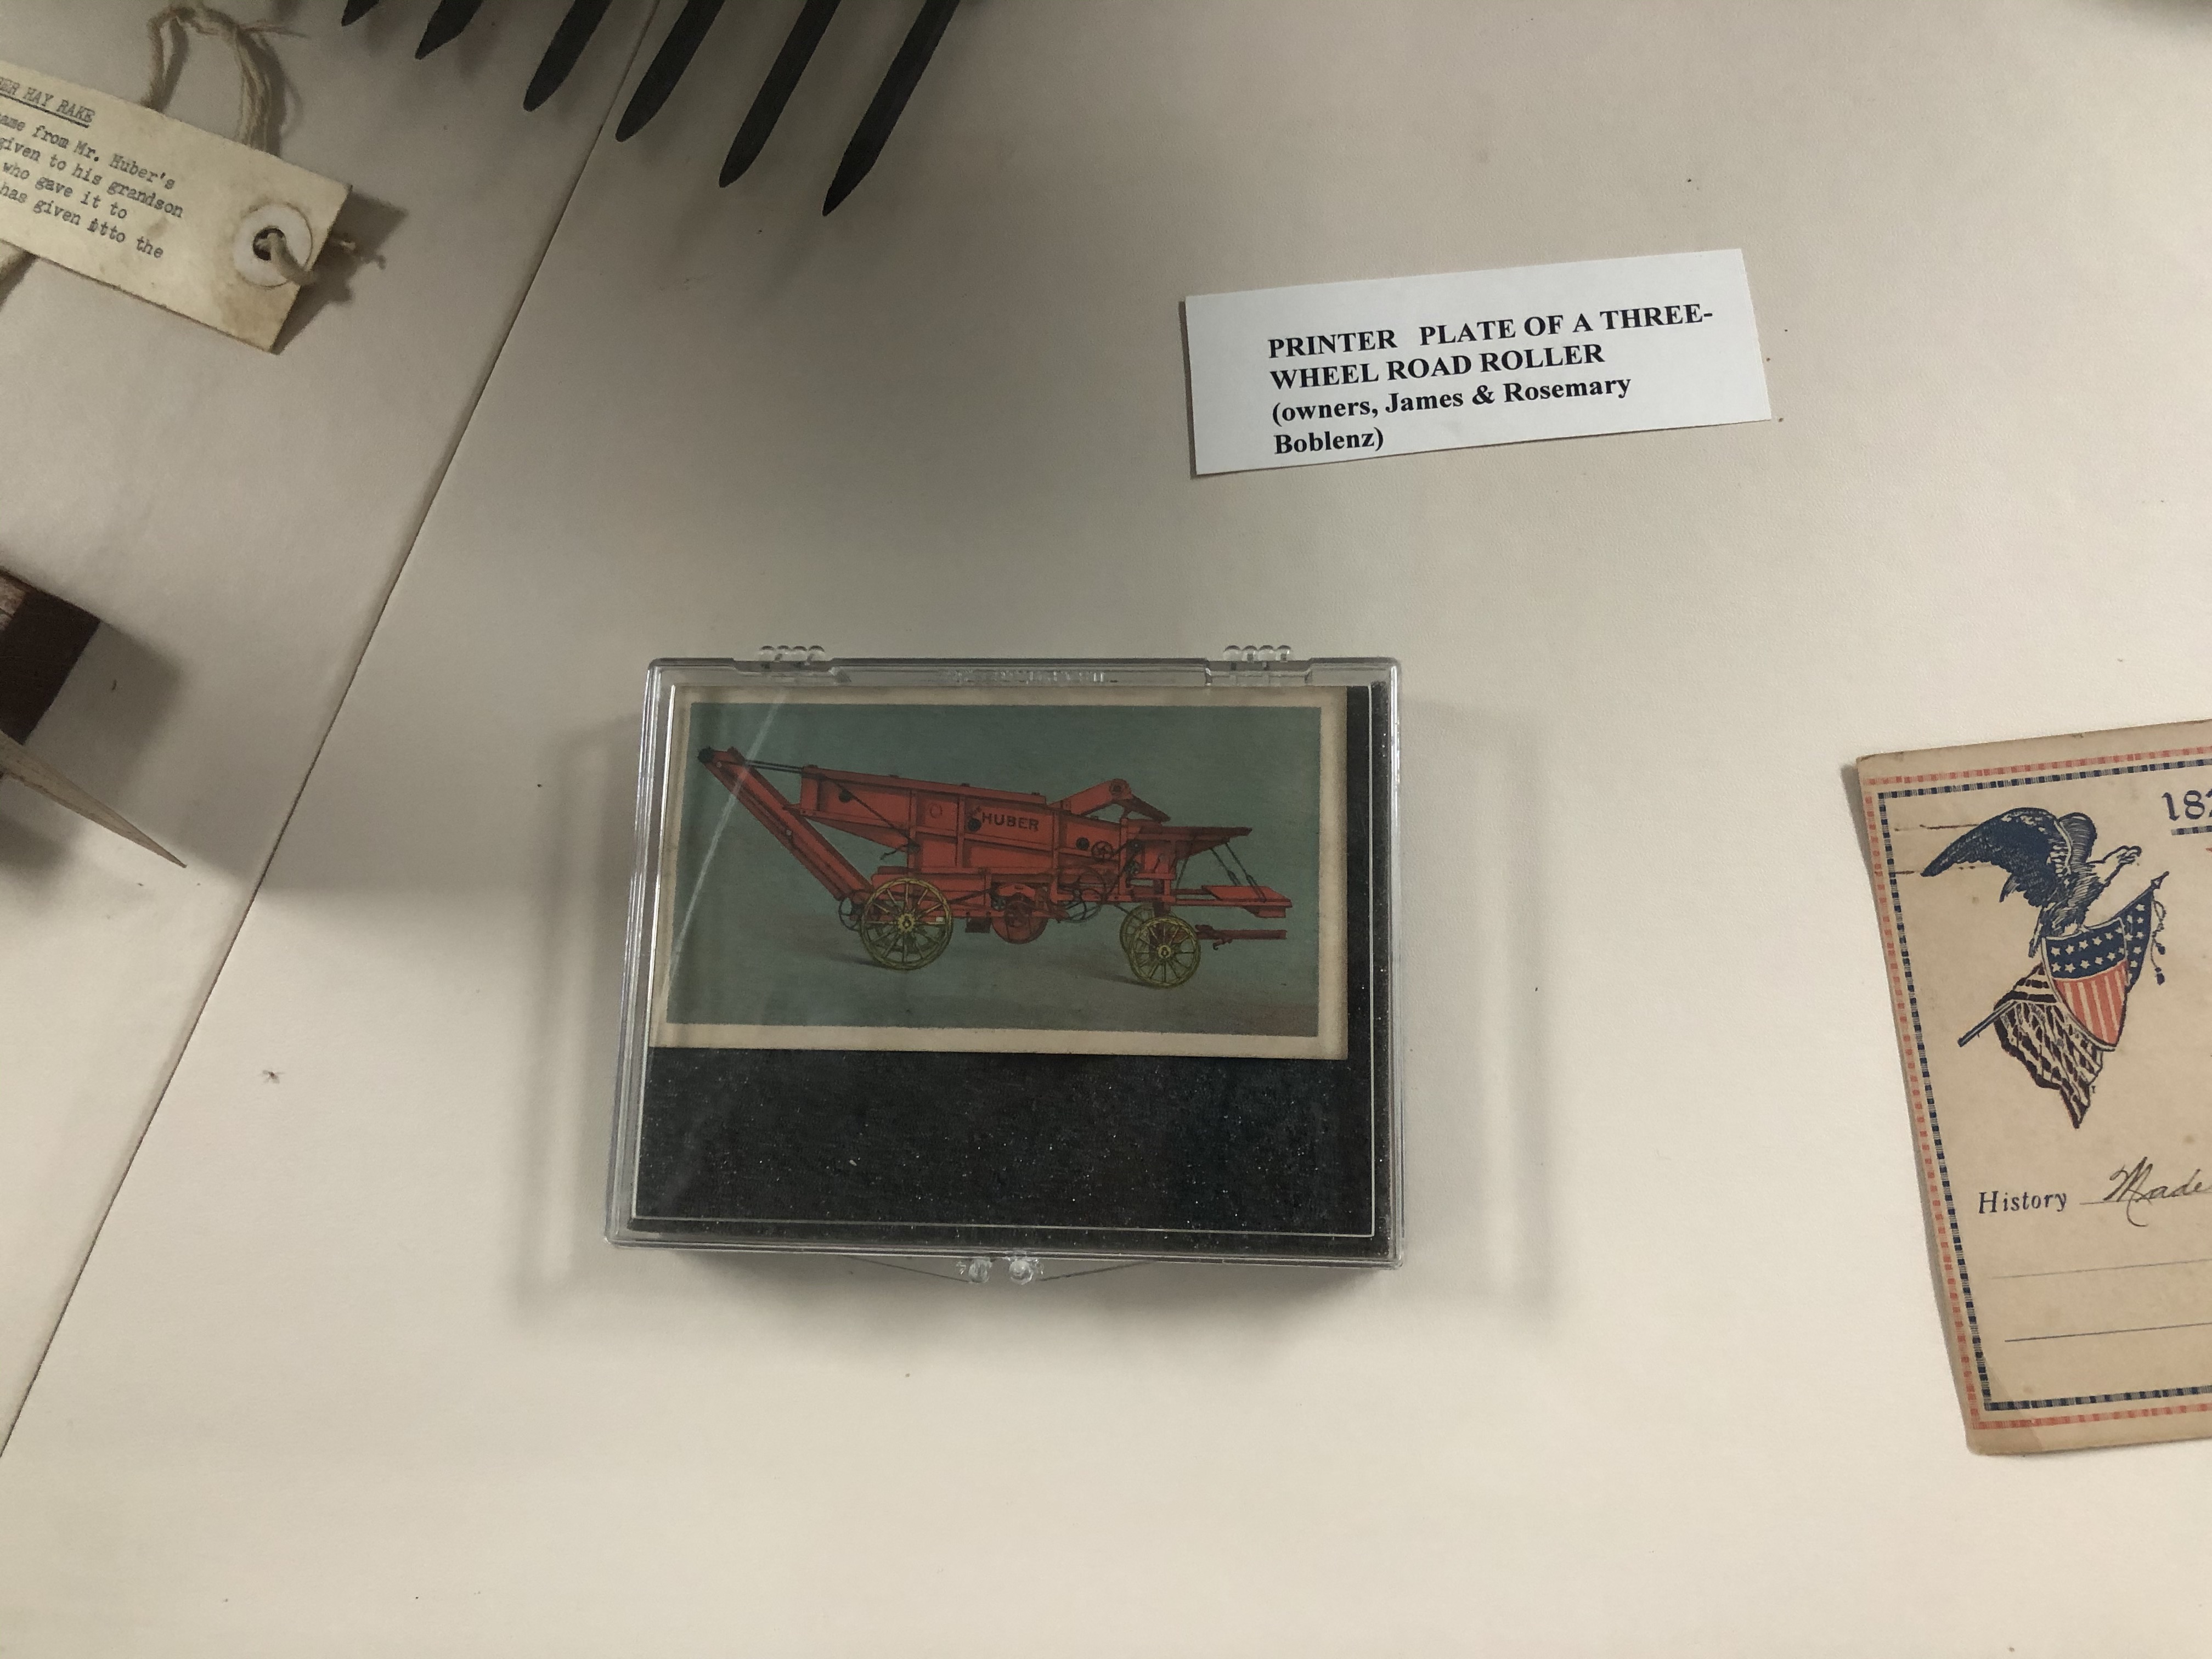 HAY RAKE
from Mr. Huber's
given to his grandson
who gave it to
has given itto the
PRINTER PLATE OF A THREE-
WHEEL ROAD ROLLER
(owners, James & Rosemary
Boblenz)
HUBER
History Made